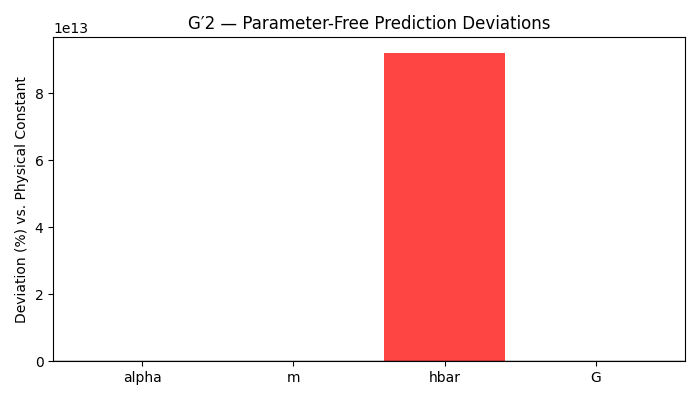 G′2 — Parameter-Free Prediction Deviations
1e13
Deviation (%) vs. Physical Constant
8
6
4
2
0
alpha m hbar G